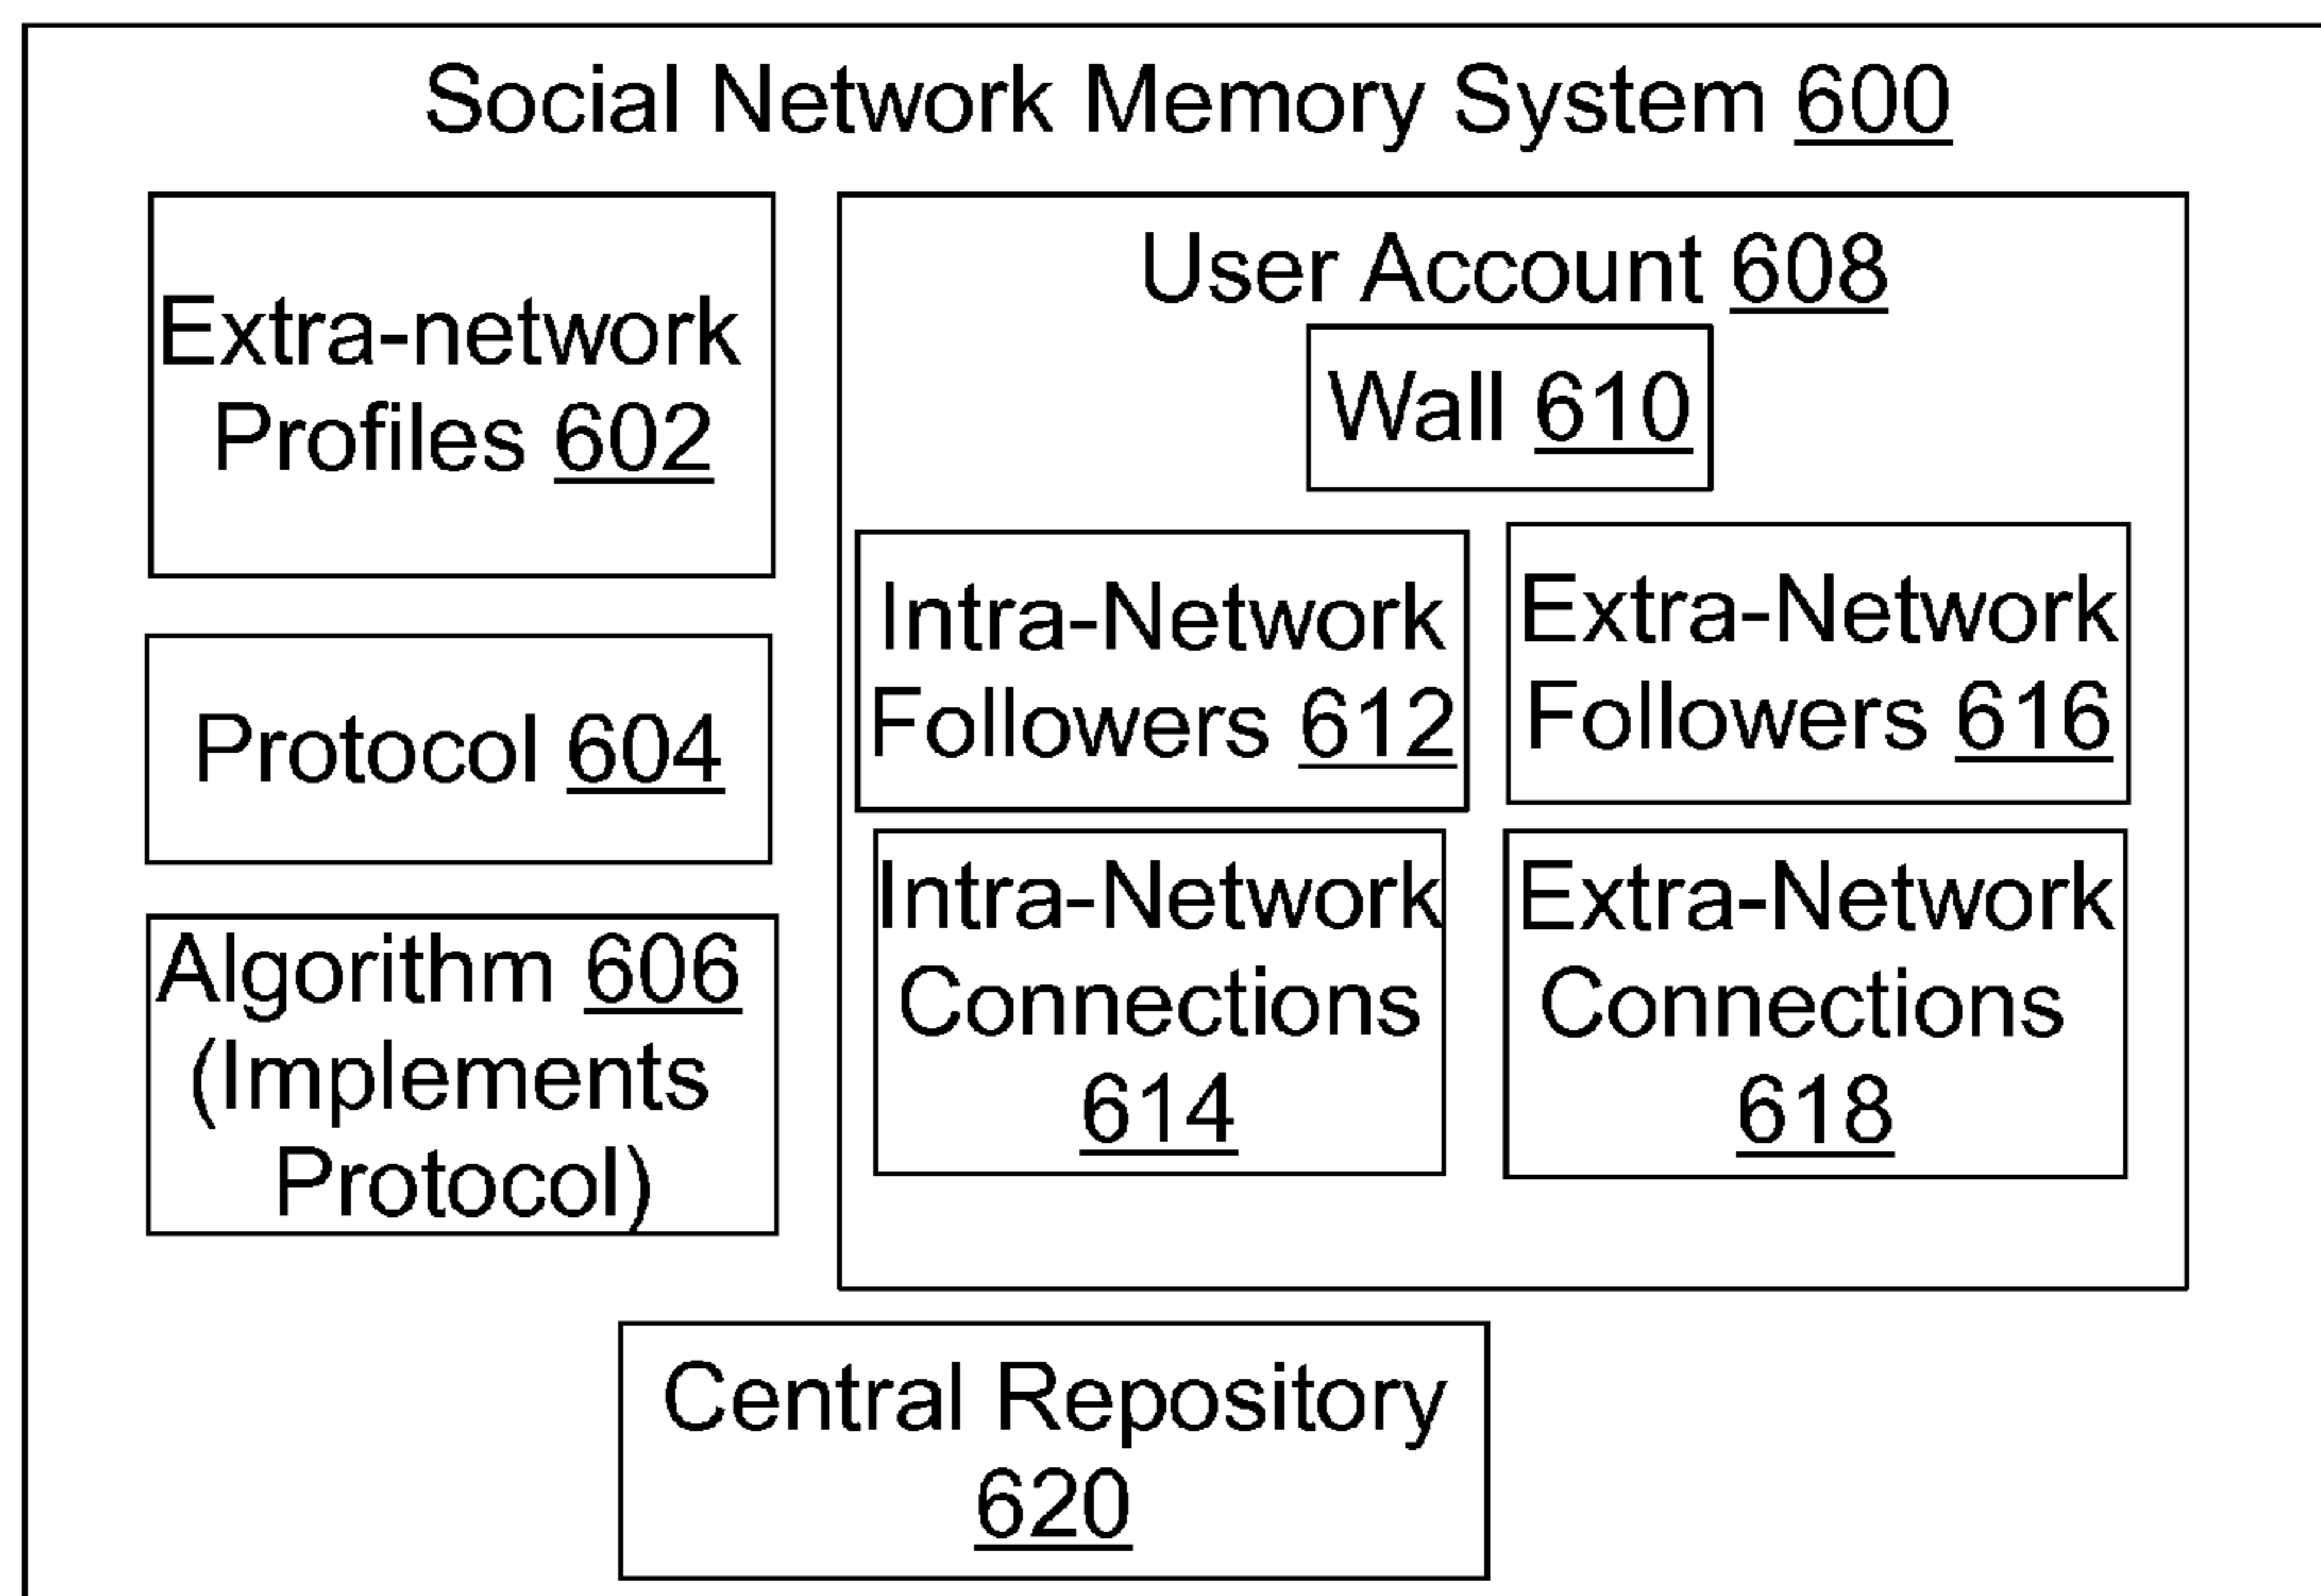 Social Network Memory System 600
Extra-network
Profiles 602
Protocol 604
Algorithm 606
(Implements
Protocol)
User Account 608
Wall 610
Intra-Network
Followers 612
Extra-Network
Followers 616
Intra-Network
Connections
614
Extra-Network
Connections
618
Central Repository
620